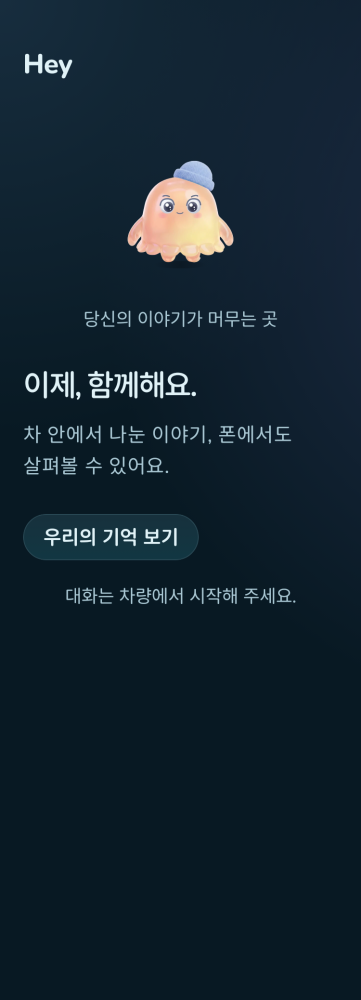 Hey
당신의 이야기가 머무는 곳
이제, 함께해요.
차 안에서 나눈 이야기, 폰에서도
살펴볼 수 있어요.
우리의 기억 보기
대화는 차량에서 시작해 주세요.